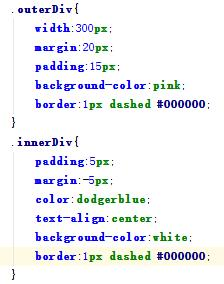 .outerDiv{
width:300px;
margin:20px;
padding:15px;
background-color:pink;
border:1px dashed #000000;
}
.innerDiv{
padding:5px;
margin:-5px;
color:dodgerblue;
text-align:center;
background-color:white;
border:1px dashed #000000;
}